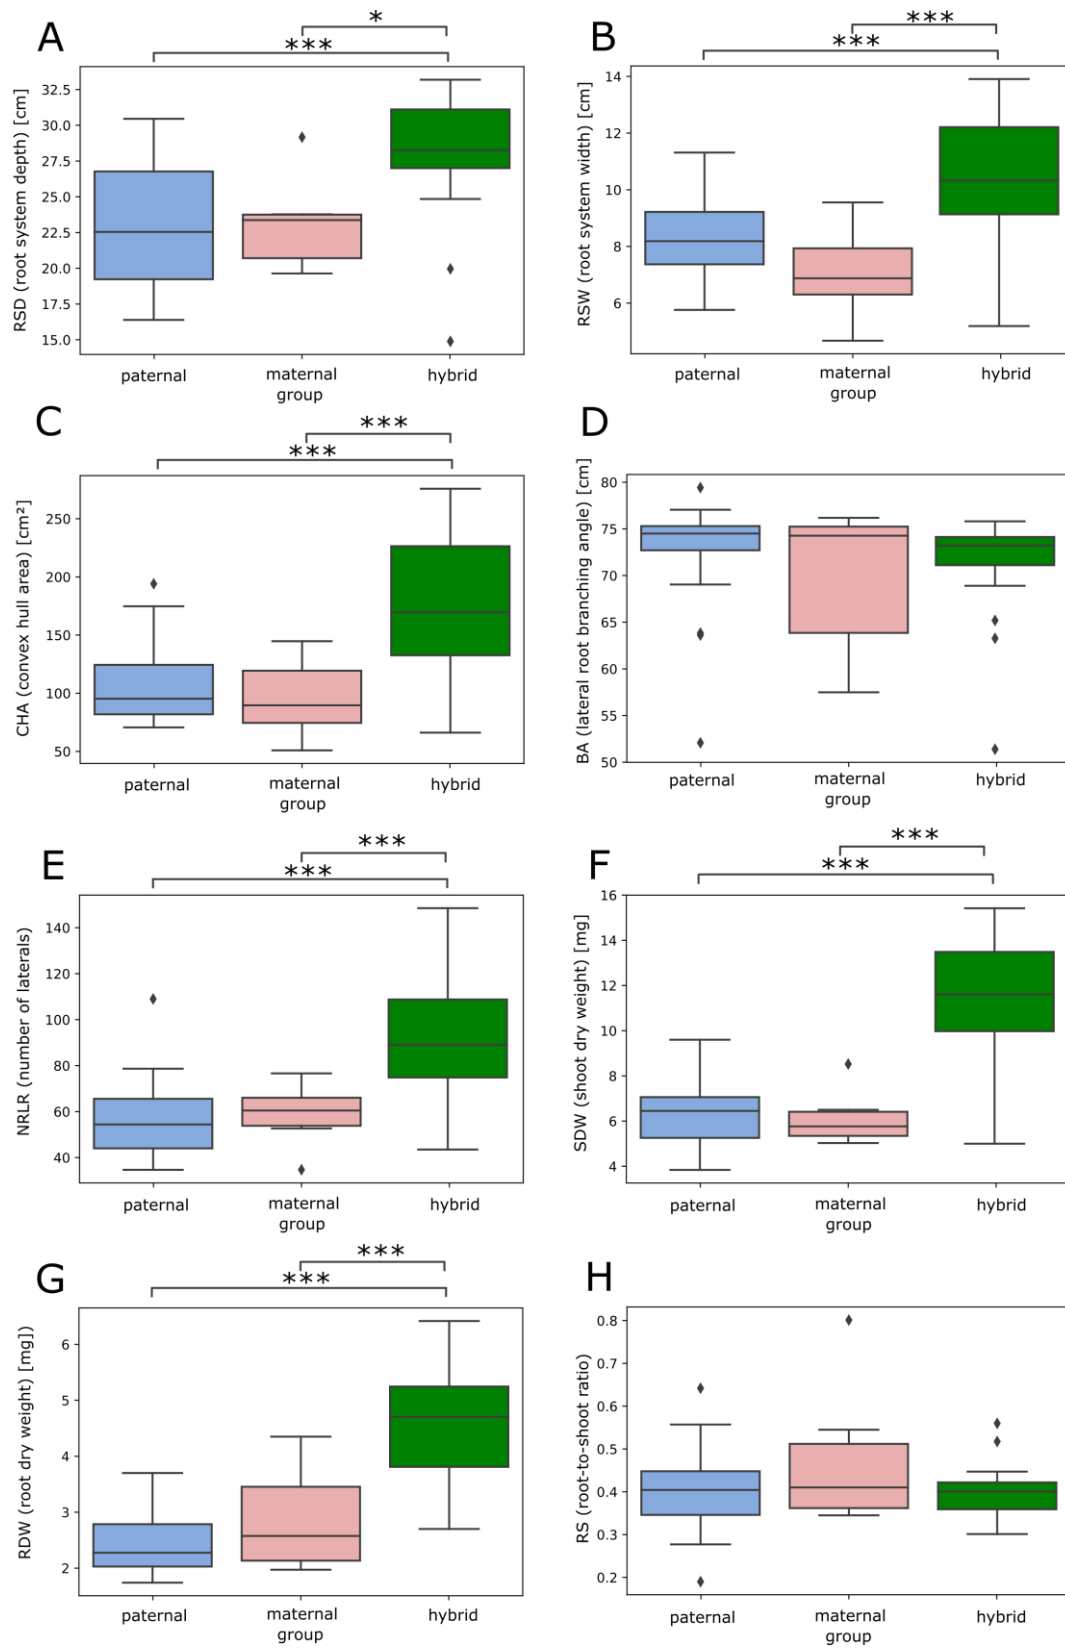 A
*
***
RSD (root system depth) [cm]
32.5
30.0
27.5
25.0
22.5
20.0
17.5
15.0
paternal
maternal
hybrid
group
B
***
***
RSW (root system width) [cm]
14
12
10
8
6
paternal
maternal
hybrid
group
C
***
***
CHA (convex hull area) [cm²]
250
200
150
100
50
paternal
maternal
hybrid
group
D
BA (lateral root branching angle) [cm]
80
75
70
65
60
55
50
paternal
maternal
hybrid
group
E
***
***
NRLR (number of laterals)
140
120
100
80
60
40
paternal
maternal
hybrid
group
F
***
***
SDW (shoot dry weight) [mg]
16
14
12
10
8
6
4
paternal
maternal
hybrid
group
G
***
***
RDW (root dry weight) [mg])
6
5
4
3
2
paternal
maternal
hybrid
group
H
RS (root-to-shoot ratio)
0.8
0.7
0.6
0.5
0.4
0.3
0.2
paternal
maternal
hybrid
group